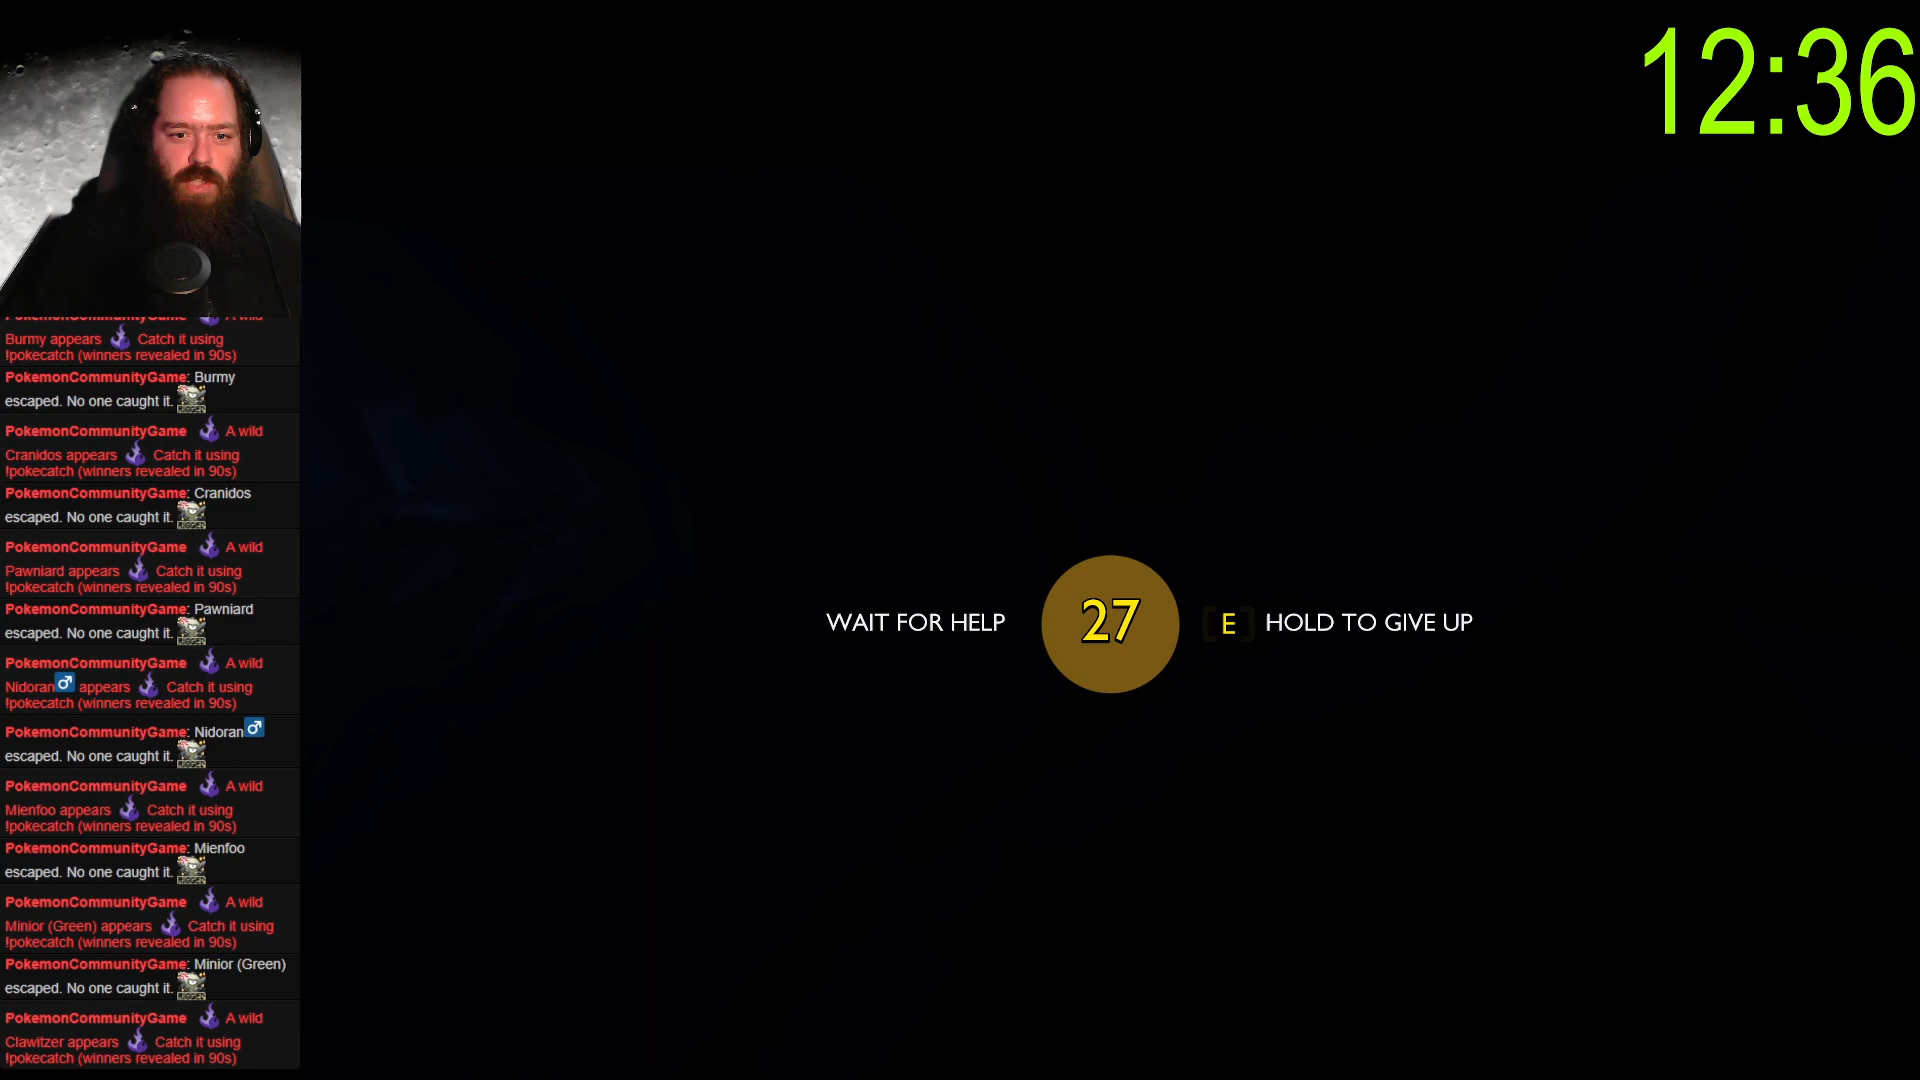 12:36
PokemonCommunityGame A wild
Burmy appears Catch it using
!pokecatch (winners revealed in 90s)
PokemonCommunityGame: Burmy
escaped. No one caught it.
PokemonCommunityGame A wild
Cranidos appears Catch it using
!pokecatch (winners revealed in 90s)
PokemonCommunityGame: Cranidos
escaped. No one caught it.
PokemonCommunityGame A wild
Pawniard appears Catch it using
!pokecatch (winners revealed in 90s)
PokemonCommunityGame: Pawniard
escaped. No one caught it.
PokemonCommunityGame A wild
Nidoran♂ appears Catch it using
!pokecatch (winners revealed in 90s)
PokemonCommunityGame: Nidoran♂
escaped. No one caught it.
PokemonCommunityGame A wild
Mienfoo appears Catch it using
!pokecatch (winners revealed in 90s)
PokemonCommunityGame: Mienfoo
escaped. No one caught it.
PokemonCommunityGame A wild
Minior (Green) appears Catch it using
!pokecatch (winners revealed in 90s)
PokemonCommunityGame: Minior (Green)
escaped. No one caught it.
PokemonCommunityGame A wild
Clawitzer appears Catch it using
!pokecatch (winners revealed in 90s)
WAIT FOR HELP 27 [E] HOLD TO GIVE UP